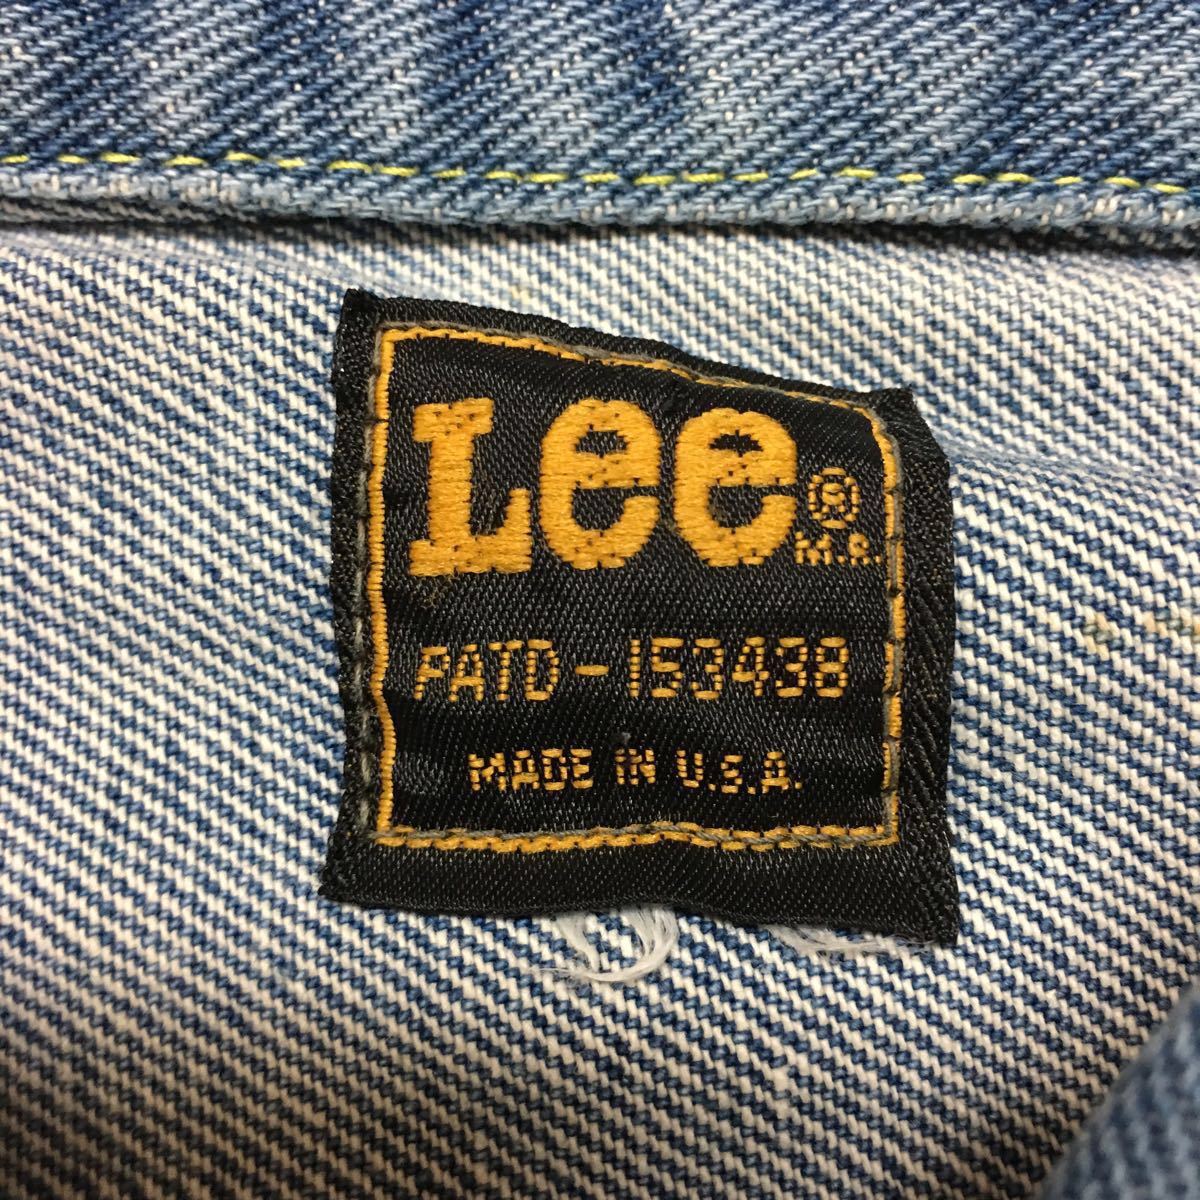 Lee ®
M.R.
PATD-153438
MADE IN U.S.A.